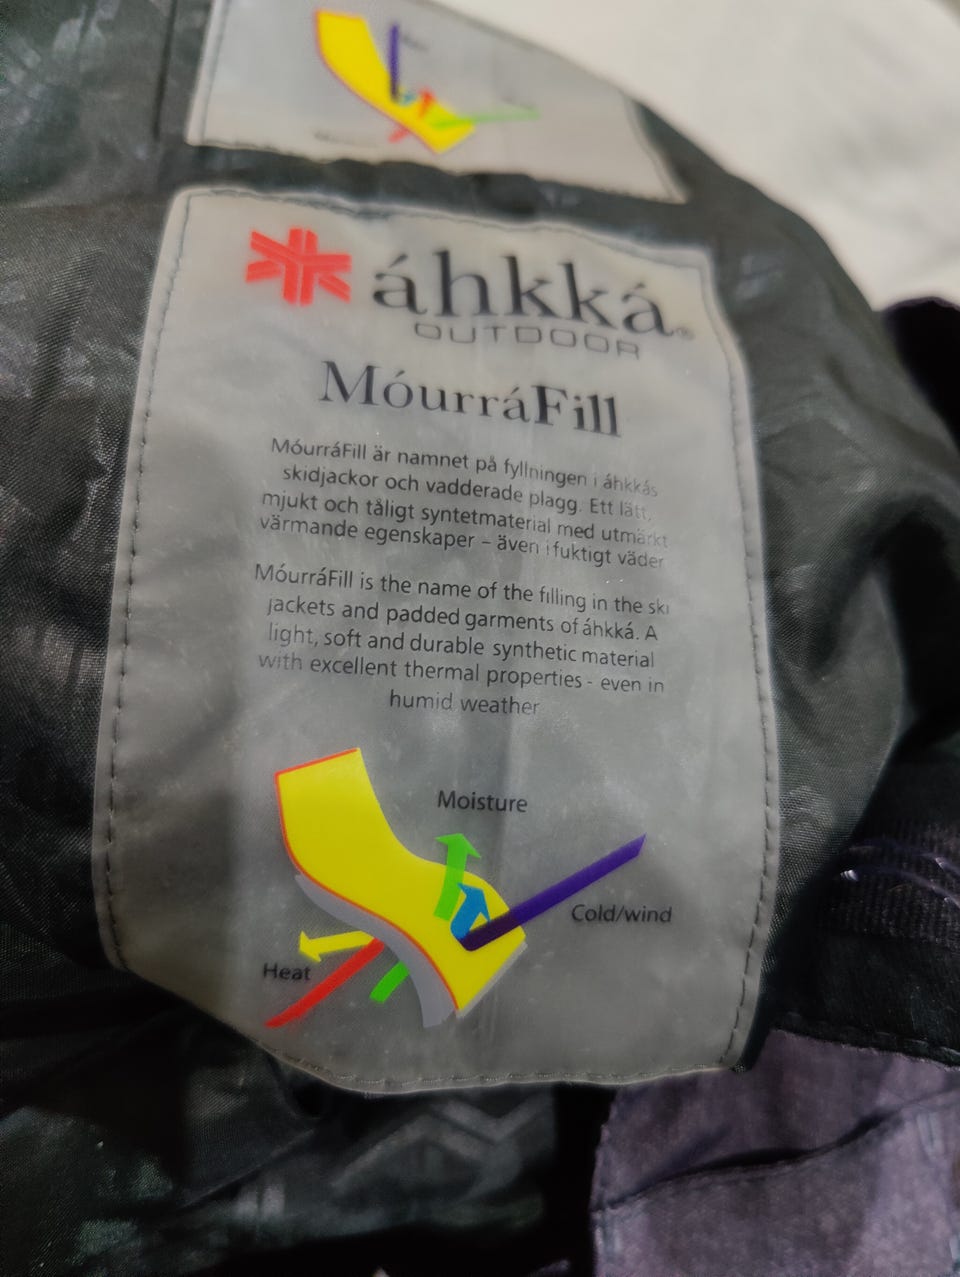 áhkká®
OUTDOOR
MóurráFill
MóurráFill är namnet på fyllningen i áhkkás
skidjackor och vadderade plagg. Ett lätt,
mjukt och tåligt syntetmaterial med utmärkt
värmande egenskaper – även i fuktigt väder
MóurráFill is the name of the filling in the ski
jackets and padded garments of áhkká. A
light, soft and durable synthetic material
with excellent thermal properties - even in
humid weather
Moisture
Cold/wind
Heat